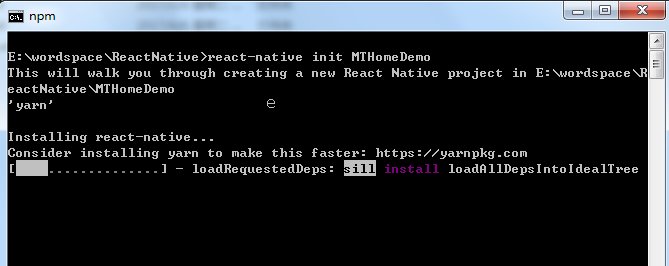 npm
E:\wordspace\ReactNative>react-native init MTHomeDemo
This will walk you through creating a new React Native project in E:\wordspace\R
eactNative\MTHomeDemo
'yarn'
Installing react-native...
Consider installing yarn to make this faster: https://yarnpkg.com
[    ..............] - loadRequestedDeps: sill install loadAllDepsIntoIdealTree